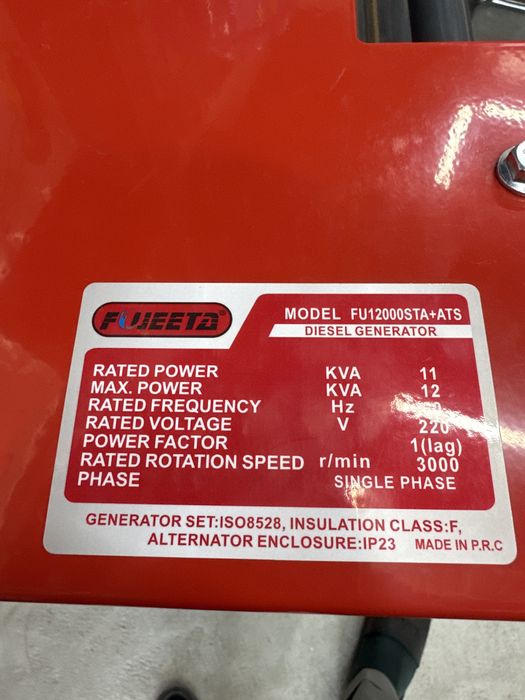 FUJEETA®
MODEL FU12000STA+ATS
DIESEL GENERATOR
RATED POWER KVA 11
MAX. POWER KVA 12
RATED FREQUENCY Hz
RATED VOLTAGE V 220
POWER FACTOR 1(lag)
RATED ROTATION SPEED r/min 3000
PHASE SINGLE PHASE
GENERATOR SET:ISO8528, INSULATION CLASS:F,
ALTERNATOR ENCLOSURE:IP23 MADE IN P.R.C